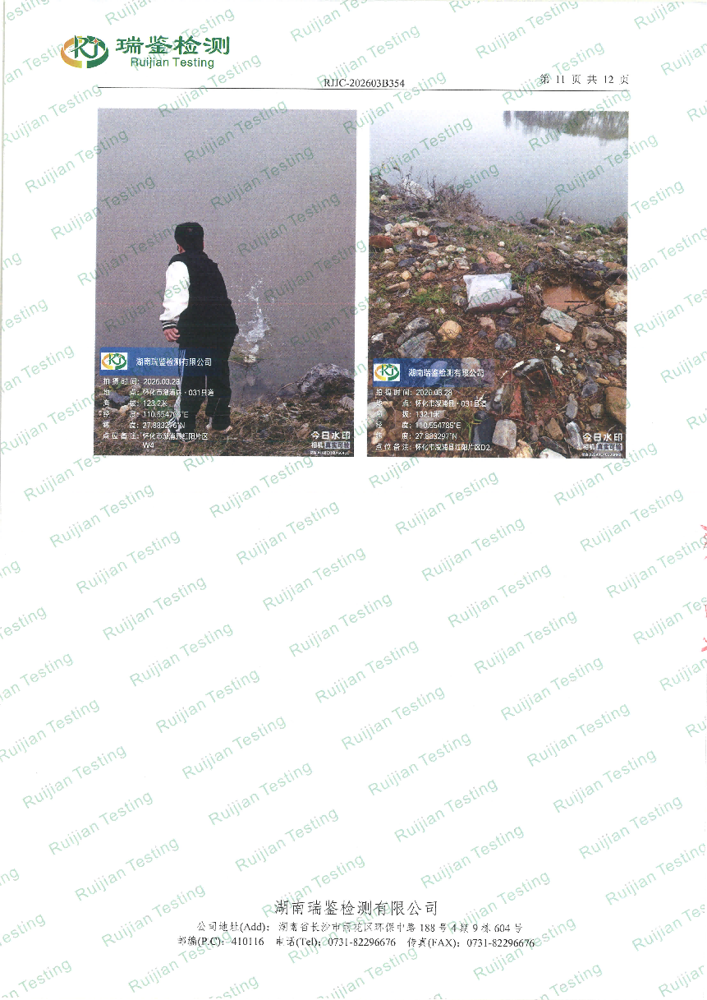 瑞鉴检测
Ruijian Testing
RJJC-202603B354
第 11 页 共 12 页
湖南瑞鉴检测有限公司
拍摄时间: 2026.03.28
地 点: 怀化市溆浦县·031县道
海 拔: 123.2米
经 度: 110.554765°E
纬 度: 27.883276°N
点位备注: 怀化市溆浦县红阳片区
W4
今日水印
相机 真实可验
湖南瑞鉴检测有限公司
拍摄时间: 2026.03.28
地 点: 怀化市溆浦县·031县道
海 拔: 132.1米
经 度: 110.554785°E
纬 度: 27.883297°N
点位备注: 怀化市溆浦县红阳片区D2
今日水印
相机 真实可验
湖南瑞鉴检测有限公司
公司地址(Add): 湖南省长沙市雨花区环保中路 188 号 4 期 9 栋 604 号
邮编(P.C): 410116 电话(Tel): 0731-82296676 传真(FAX): 0731-82296676